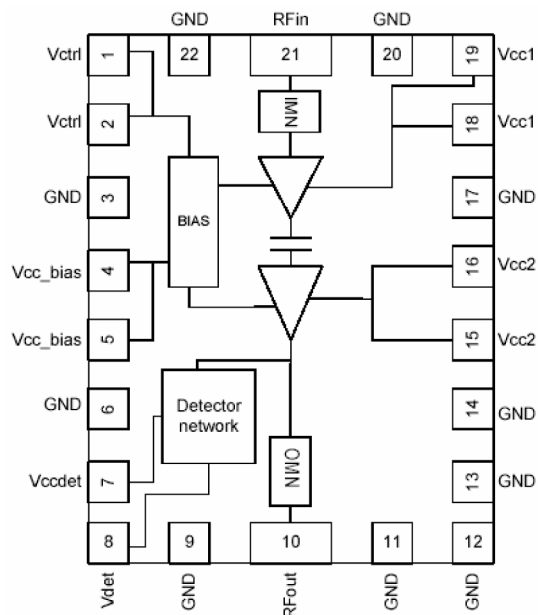 GND RFin GND
Vctrl 1 22 21 20 19 Vcc1
IMN
Vctrl 2 18 Vcc1
GND 3 17 GND
BIAS
Vcc_bias 4 16 Vcc2
Vcc_bias 5 15 Vcc2
GND 6 14 GND
Detector
network
OMN
Vccdet 7 13 GND
8 9 10 11 12
Vdet GND RFout GND GND